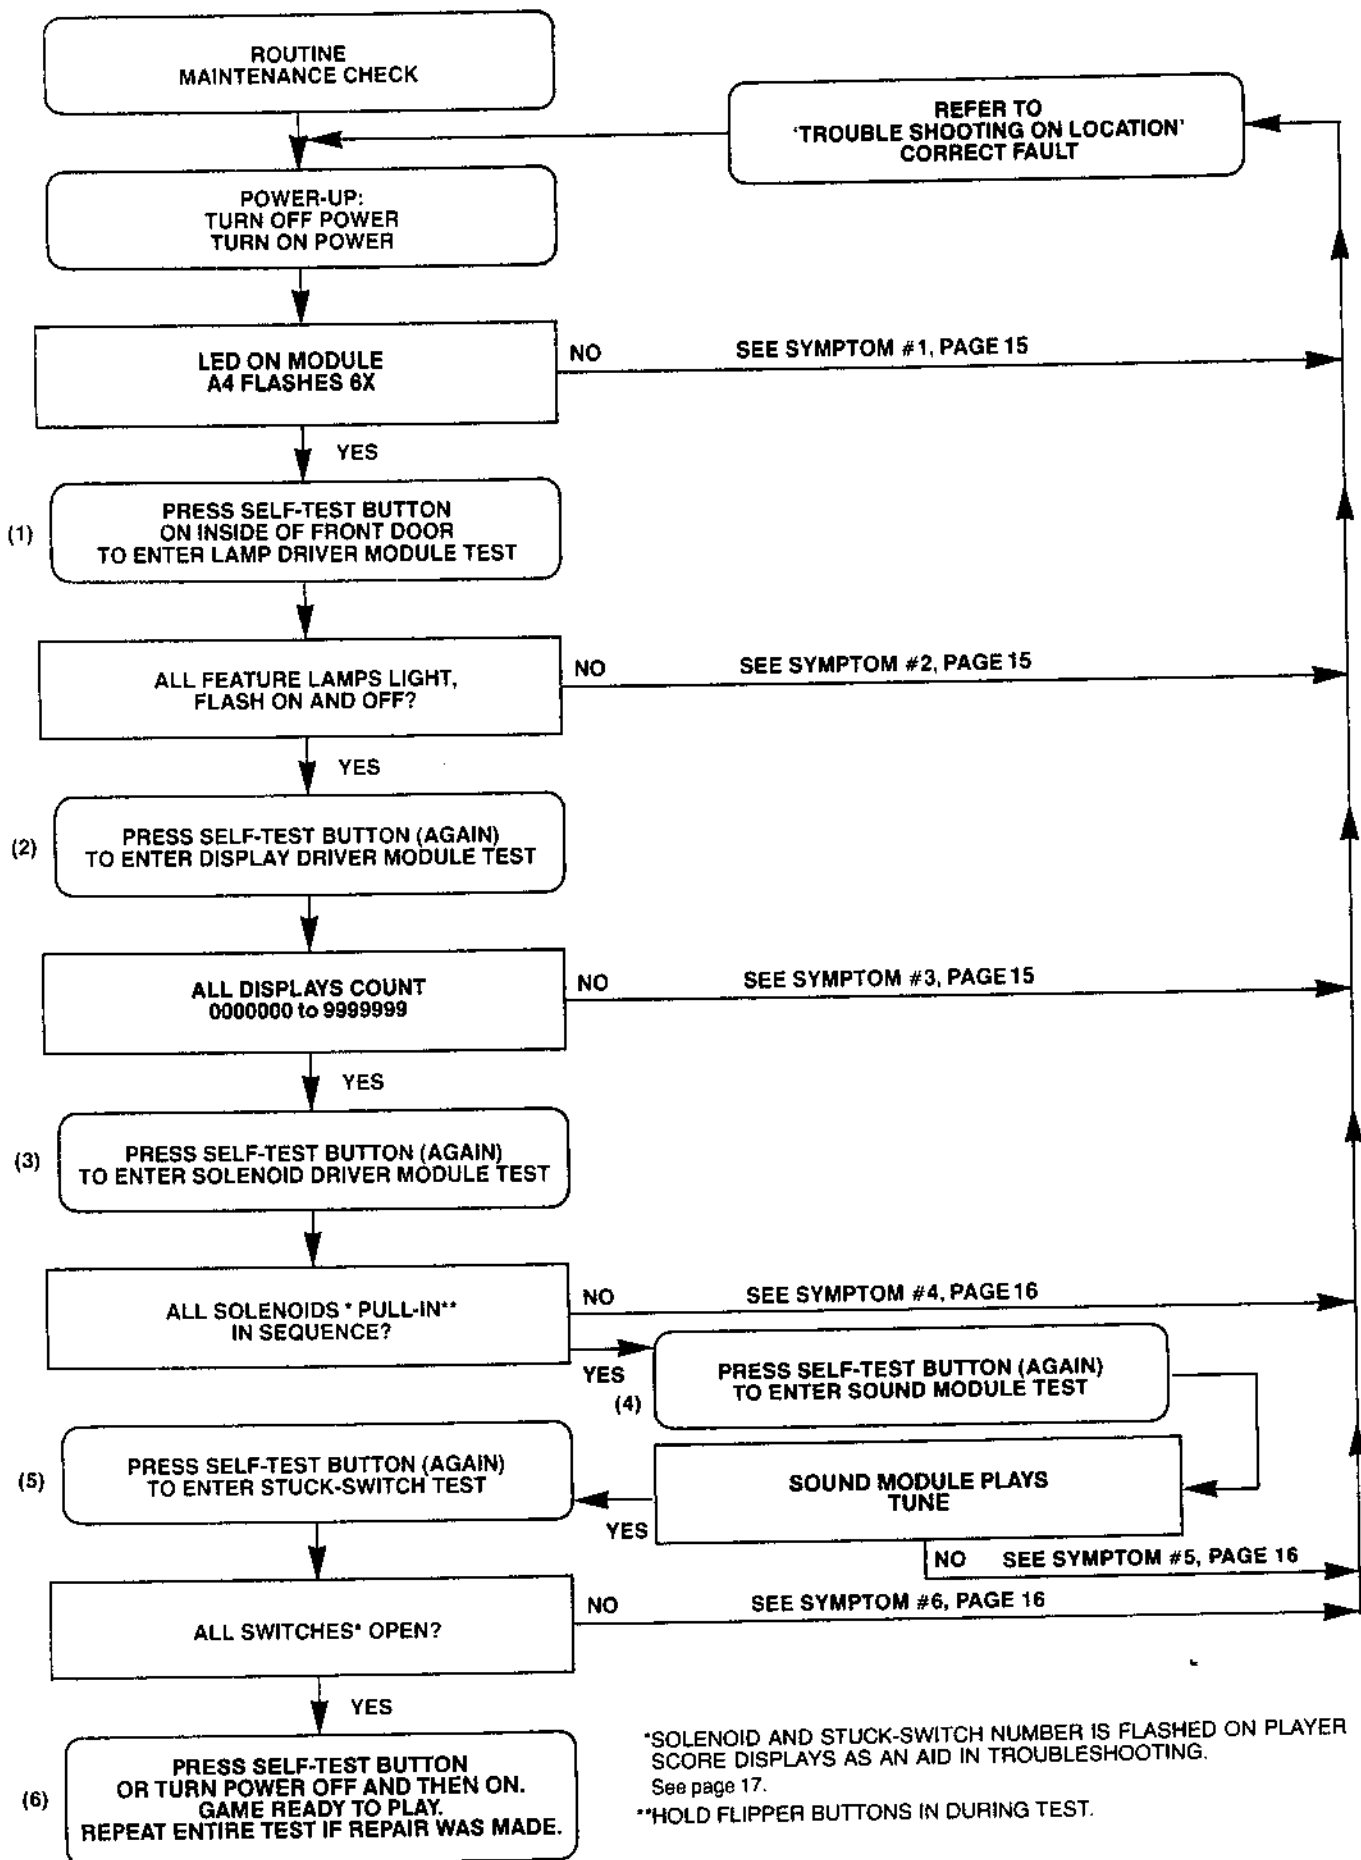 ROUTINE
MAINTENANCE CHECK
REFER TO
'TROUBLE SHOOTING ON LOCATION'
CORRECT FAULT
POWER-UP:
TURN OFF POWER
TURN ON POWER
LED ON MODULE
A4 FLASHES 6X
NO
SEE SYMPTOM #1, PAGE 15
YES
(1)
PRESS SELF-TEST BUTTON
ON INSIDE OF FRONT DOOR
TO ENTER LAMP DRIVER MODULE TEST
ALL FEATURE LAMPS LIGHT,
FLASH ON AND OFF?
NO
SEE SYMPTOM #2, PAGE 15
YES
(2)
PRESS SELF-TEST BUTTON (AGAIN)
TO ENTER DISPLAY DRIVER MODULE TEST
ALL DISPLAYS COUNT
0000000 to 9999999
NO
SEE SYMPTOM #3, PAGE 15
YES
(3)
PRESS SELF-TEST BUTTON (AGAIN)
TO ENTER SOLENOID DRIVER MODULE TEST
ALL SOLENOIDS * PULL-IN**
IN SEQUENCE?
NO
SEE SYMPTOM #4, PAGE 16
YES
(4)
PRESS SELF-TEST BUTTON (AGAIN)
TO ENTER SOUND MODULE TEST
SOUND MODULE PLAYS
TUNE
YES
NO
SEE SYMPTOM #5, PAGE 16
(5)
PRESS SELF-TEST BUTTON (AGAIN)
TO ENTER STUCK-SWITCH TEST
ALL SWITCHES* OPEN?
NO
SEE SYMPTOM #6, PAGE 16
YES
(6)
PRESS SELF-TEST BUTTON
OR TURN POWER OFF AND THEN ON.
GAME READY TO PLAY.
REPEAT ENTIRE TEST IF REPAIR WAS MADE.
*SOLENOID AND STUCK-SWITCH NUMBER IS FLASHED ON PLAYER
SCORE DISPLAYS AS AN AID IN TROUBLESHOOTING.
See page 17.
**HOLD FLIPPER BUTTONS IN DURING TEST.